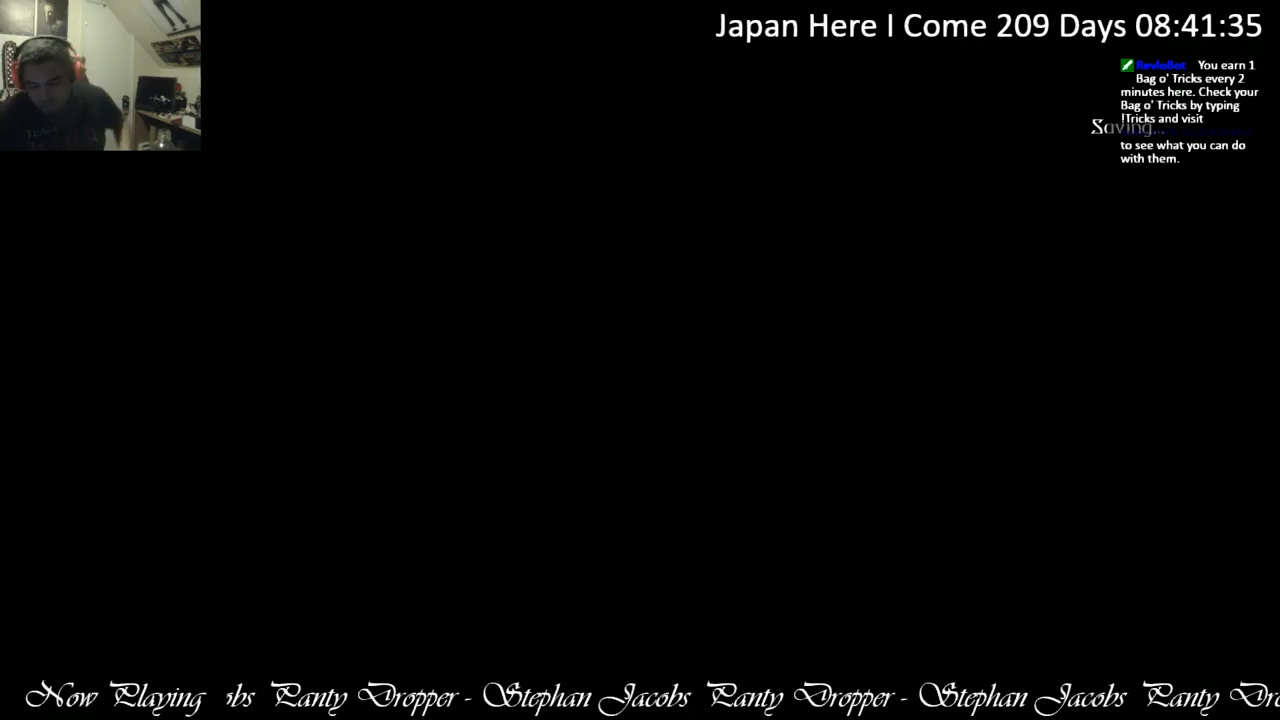 Japan Here I Come 209 Days 08:41:35
RevloBot You earn 1
Bag o' Tricks every 2
minutes here. Check your
Bag o' Tricks by typing
!Tricks and visit
Saving...
to see what you can do
with them.
TEAM
Now Playing obs Panty Dropper - Stephan Jacobs Panty Dropper - Stephan Jacobs Panty Dro